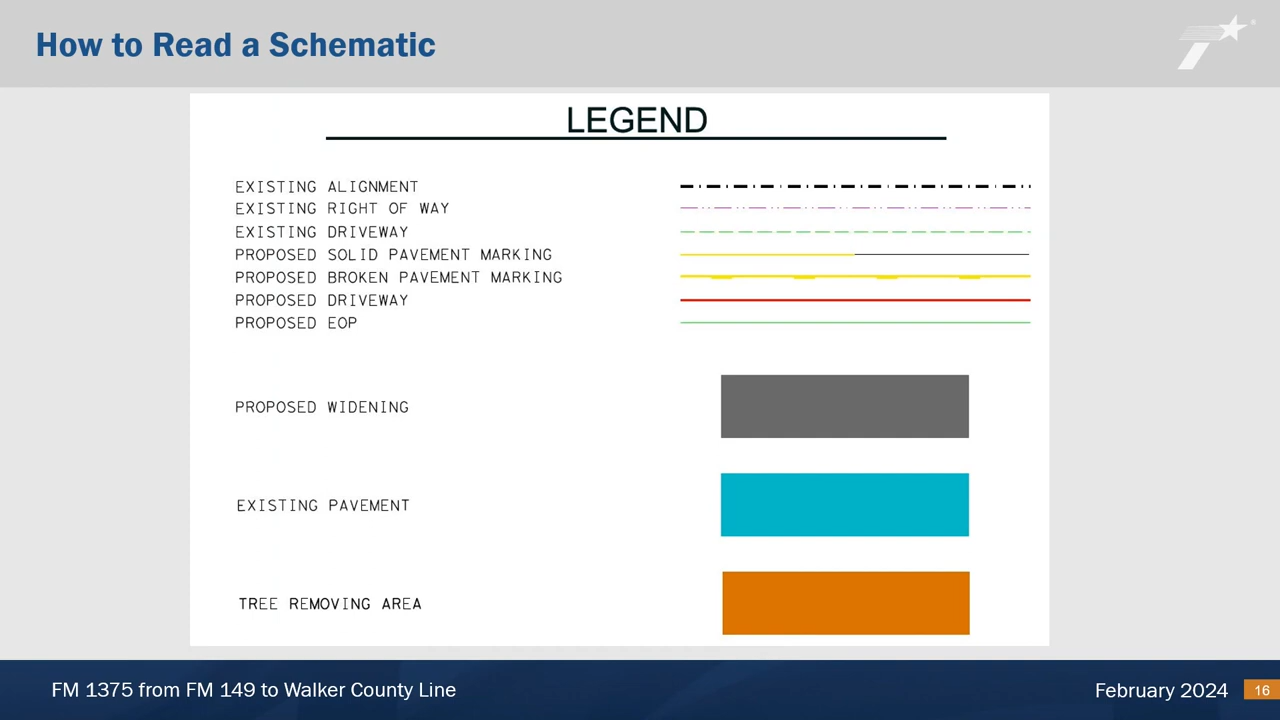 How to Read a Schematic
LEGEND
EXISTING ALIGNMENT
EXISTING RIGHT OF WAY
EXISTING DRIVEWAY
PROPOSED SOLID PAVEMENT MARKING
PROPOSED BROKEN PAVEMENT MARKING
PROPOSED DRIVEWAY
PROPOSED EOP
PROPOSED WIDENING
EXISTING PAVEMENT
TREE REMOVING AREA
FM 1375 from FM 149 to Walker County Line
February 2024
16